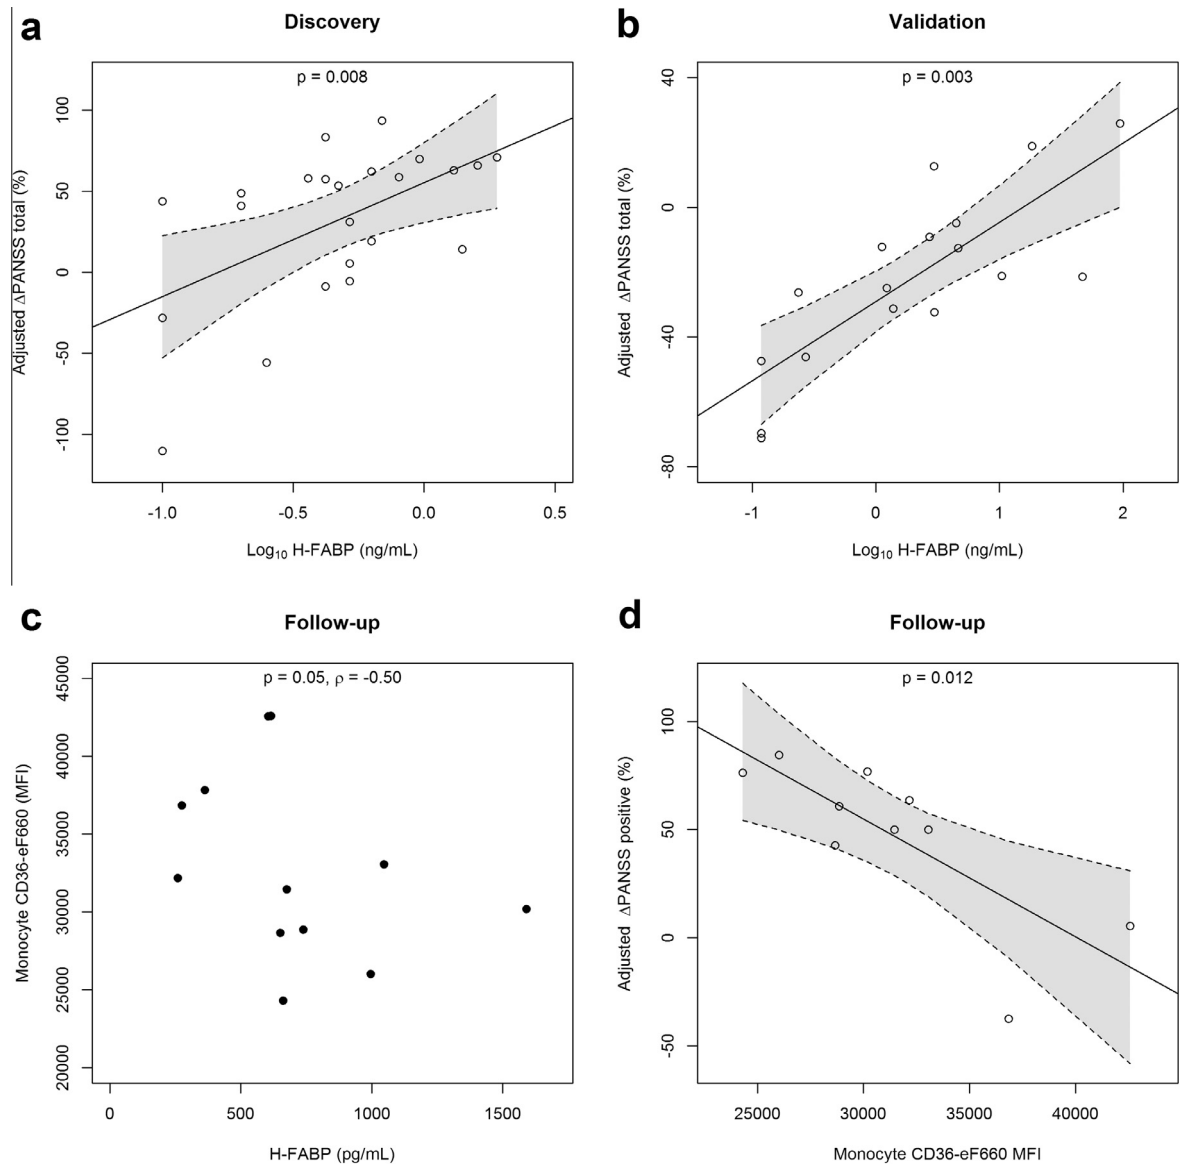 a
Discovery
p = 0.008
Adjusted ΔPANSS total (%)
100
50
0
-50
-100
-1.0 -0.5 0.0 0.5
Log10 H-FABP (ng/mL)
b
Validation
p = 0.003
Adjusted ΔPANSS total (%)
40
0
-40
-80
-1 0 1 2
Log10 H-FABP (ng/mL)
c
Follow-up
p = 0.05, ρ = -0.50
Monocyte CD36-eF660 (MFI)
45000
40000
35000
30000
25000
20000
0 500 1000 1500
H-FABP (pg/mL)
d
Follow-up
p = 0.012
Adjusted ΔPANSS positive (%)
100
50
0
-50
25000 30000 35000 40000
Monocyte CD36-eF660 MFI